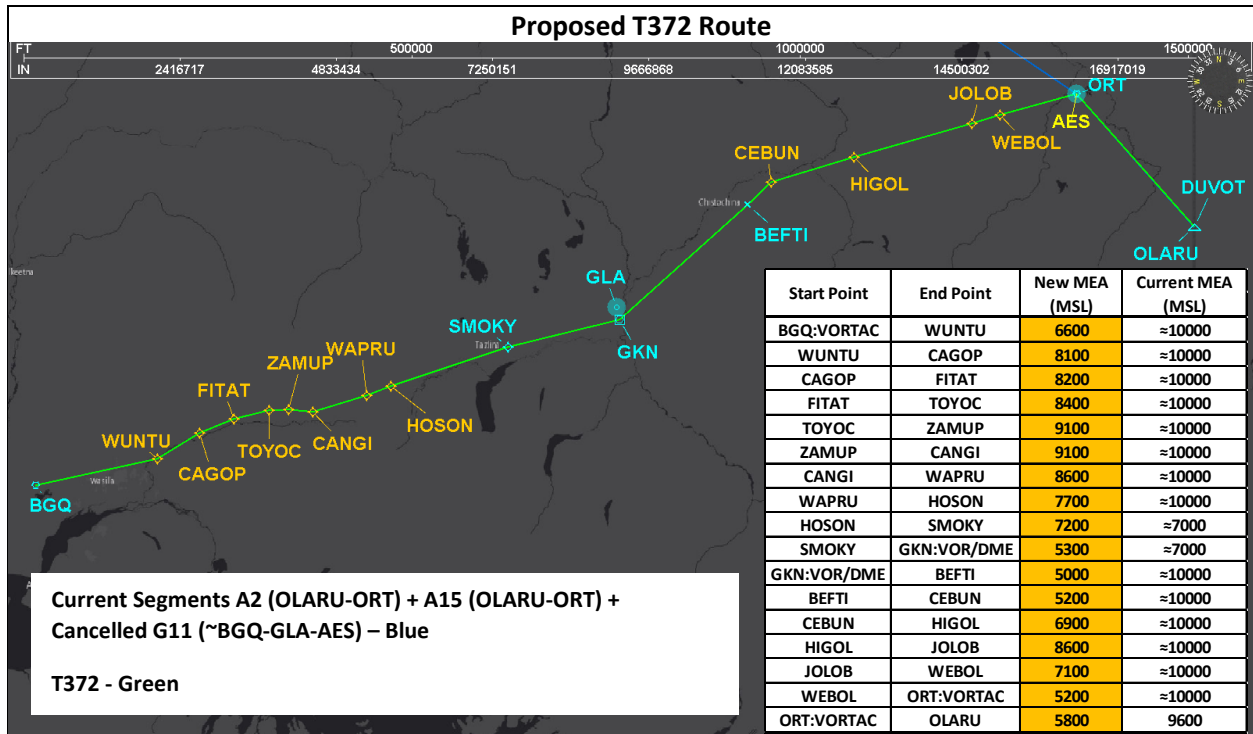 Proposed T372 Route
FT 500000 1000000 1500000
IN 2416717 4833434 7250151 9666868 12083585 14500302 16917019
ORT
JOLOB
AES
WEBOL
CEBUN
HIGOL
DUVOT
Chistochina
BEFTI
OLARU
GLA
SMOKY
Tazlina
GKN
WAPRU
ZAMUP
FITAT
HOSON
CANGI
TOYOC
WUNTU
CAGOP
Wasilla
BGQ
Start Point End Point New MEA (MSL) Current MEA (MSL)
BGQ:VORTAC WUNTU 6600 ≈10000
WUNTU CAGOP 8100 ≈10000
CAGOP FITAT 8200 ≈10000
FITAT TOYOC 8400 ≈10000
TOYOC ZAMUP 9100 ≈10000
ZAMUP CANGI 9100 ≈10000
CANGI WAPRU 8600 ≈10000
WAPRU HOSON 7700 ≈10000
HOSON SMOKY 7200 ≈7000
SMOKY GKN:VOR/DME 5300 ≈7000
GKN:VOR/DME BEFTI 5000 ≈10000
BEFTI CEBUN 5200 ≈10000
CEBUN HIGOL 6900 ≈10000
HIGOL JOLOB 8600 ≈10000
JOLOB WEBOL 7100 ≈10000
WEBOL ORT:VORTAC 5200 ≈10000
ORT:VORTAC OLARU 5800 9600
Current Segments A2 (OLARU-ORT) + A15 (OLARU-ORT) +
Cancelled G11 (~BGQ-GLA-AES) – Blue
T372 - Green